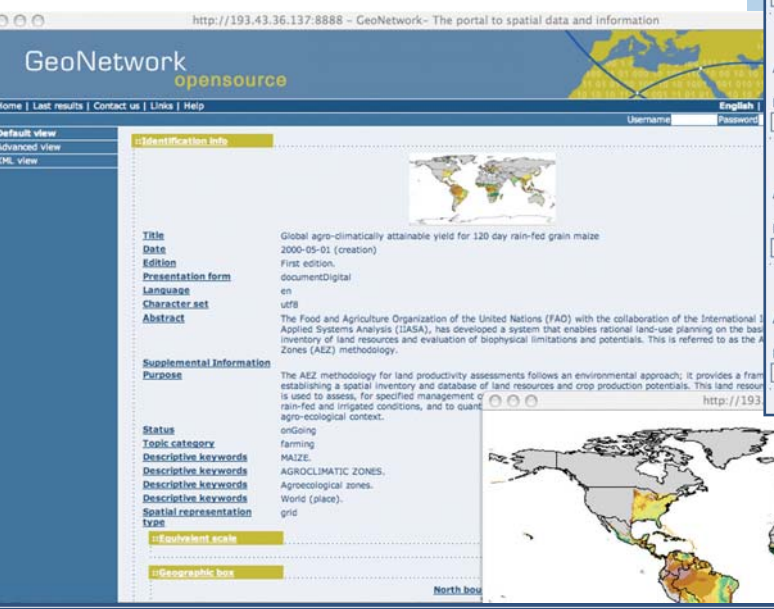 http://193.43.36.137:8888 – GeoNetwork- The portal to spatial data and information
GeoNetwork
opensource
Home | Last results | Contact us | Links | Help
English |
Username
Password
Default view
Advanced view
XML view
::Identification info
Title Global agro-climatically attainable yield for 120 day rain-fed grain maize
Date 2000-05-01 (creation)
Edition First edition.
Presentation form documentDigital
Language en
Character set utf8
Abstract The Food and Agriculture Organization of the United Nations (FAO) with the collaboration of the International
Applied Systems Analysis (IIASA), has developed a system that enables rational land-use planning on the basi
inventory of land resources and evaluation of biophysical limitations and potentials. This is referred to as the A
Zones (AEZ) methodology.
Supplemental Information
Purpose The AEZ methodology for land productivity assessments follows an environmental approach; it provides a fram
establishing a spatial inventory and database of land resources and crop production potentials. This land resour
is used to assess, for specified management
rain-fed and irrigated conditions, and to quant
agro-ecological context.
http://193.
Status onGoing
Topic category farming
Descriptive keywords MAIZE.
Descriptive keywords AGROCLIMATIC ZONES.
Descriptive keywords Agroecological zones.
Descriptive keywords World (place).
Spatial representation type grid
::Equivalent scale
::Geographic box
North bou